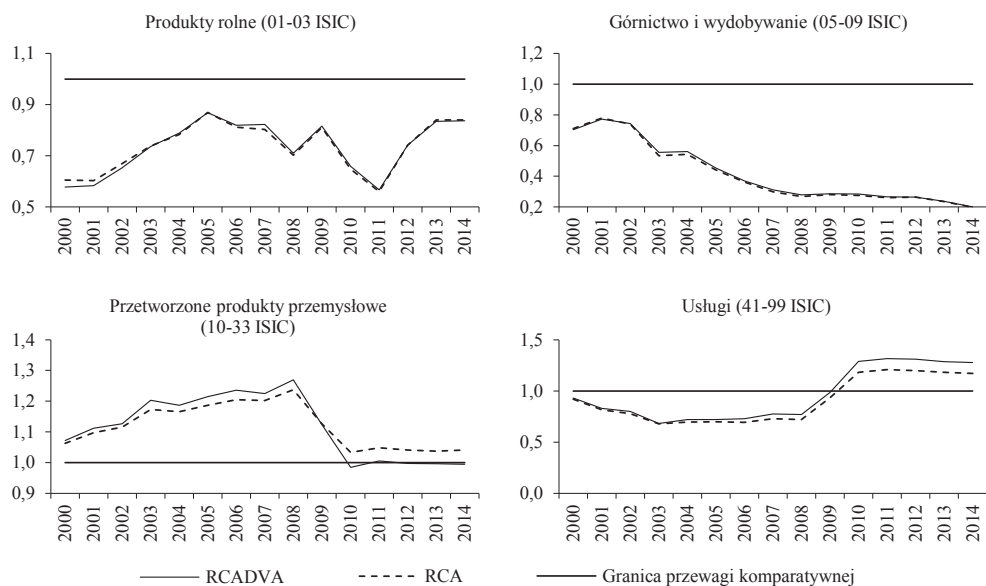 Produkty rolne (01-03 ISIC)
1,1
0,9
0,7
0,5
2000 2001 2002 2003 2004 2005 2006 2007 2008 2009 2010 2011 2012 2013 2014
Górnictwo i wydobywanie (05-09 ISIC)
1,2
1,0
0,8
0,6
0,4
0,2
2000 2001 2002 2003 2004 2005 2006 2007 2008 2009 2010 2011 2012 2013 2014
Przetworzone produkty przemysłowe
(10-33 ISIC)
1,4
1,3
1,2
1,1
1,0
0,9
2000 2001 2002 2003 2004 2005 2006 2007 2008 2009 2010 2011 2012 2013 2014
Usługi (41-99 ISIC)
1,5
1,0
0,5
0,0
2000 2001 2002 2003 2004 2005 2006 2007 2008 2009 2010 2011 2012 2013 2014
RCADVA RCA Granica przewagi komparatywnej